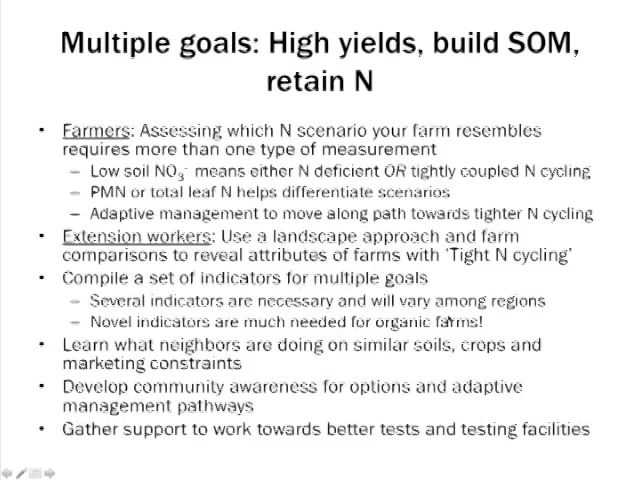 Multiple goals: High yields, build SOM,
retain N
• Farmers: Assessing which N scenario your farm resembles
requires more than one type of measurement
– Low soil NO₃⁻ means either N deficient OR tightly coupled N cycling
– PMN or total leaf N helps differentiate scenarios
– Adaptive management to move along path towards tighter N cycling
• Extension workers: Use a landscape approach and farm
comparisons to reveal attributes of farms with ‘Tight N cycling’
• Compile a set of indicators for multiple goals
– Several indicators are necessary and will vary among regions
– Novel indicators are much needed for organic farms!
• Learn what neighbors are doing on similar soils, crops and
marketing constraints
• Develop community awareness for options and adaptive
management pathways
• Gather support to work towards better tests and testing facilities